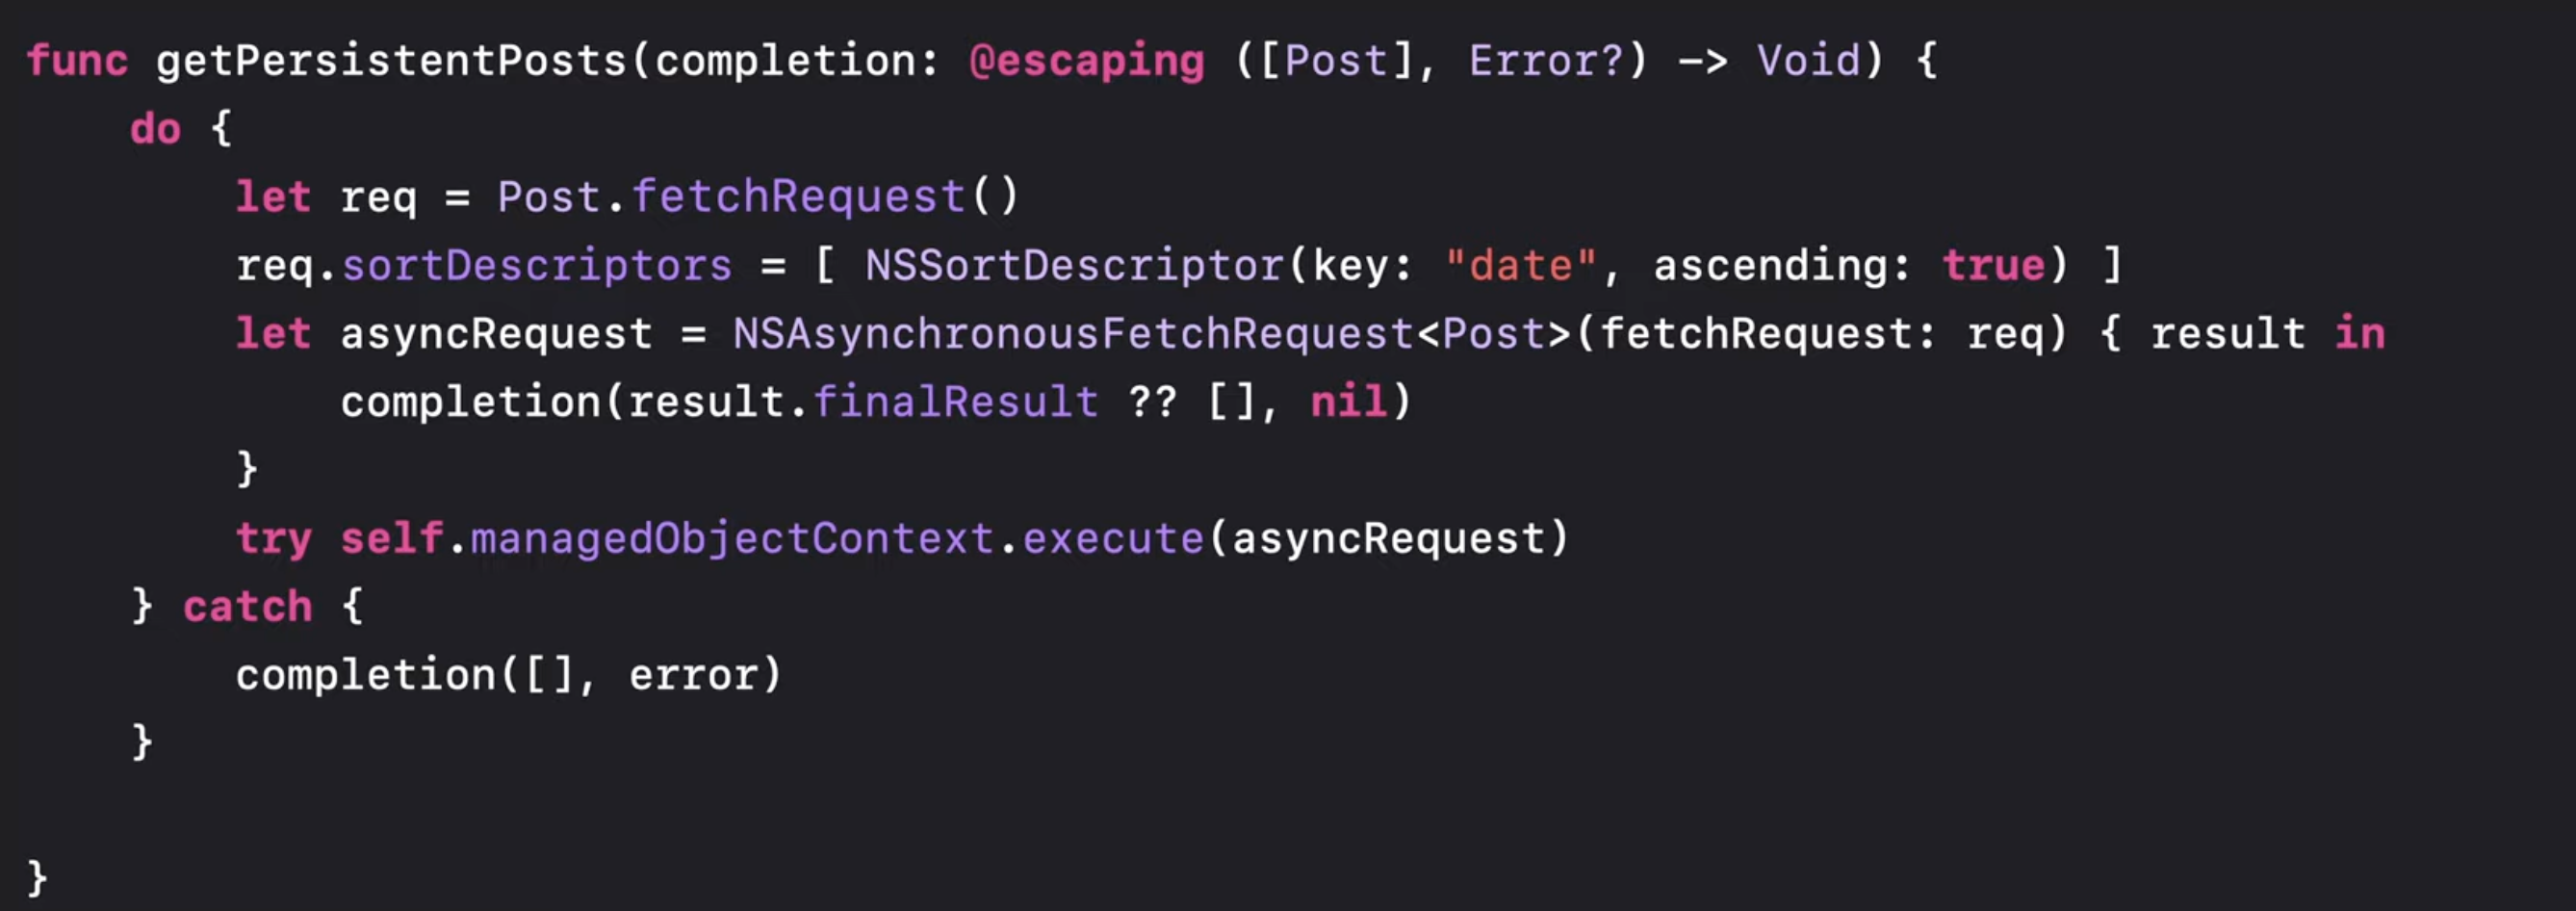 func getPersistentPosts(completion: @escaping ([Post], Error?) -> Void) {
    do {
        let req = Post.fetchRequest()
        req.sortDescriptors = [ NSSortDescriptor(key: "date", ascending: true) ]
        let asyncRequest = NSAsynchronousFetchRequest<Post>(fetchRequest: req) { result in
            completion(result.finalResult ?? [], nil)
        }
        try self.managedObjectContext.execute(asyncRequest)
    } catch {
        completion([], error)
    }

}